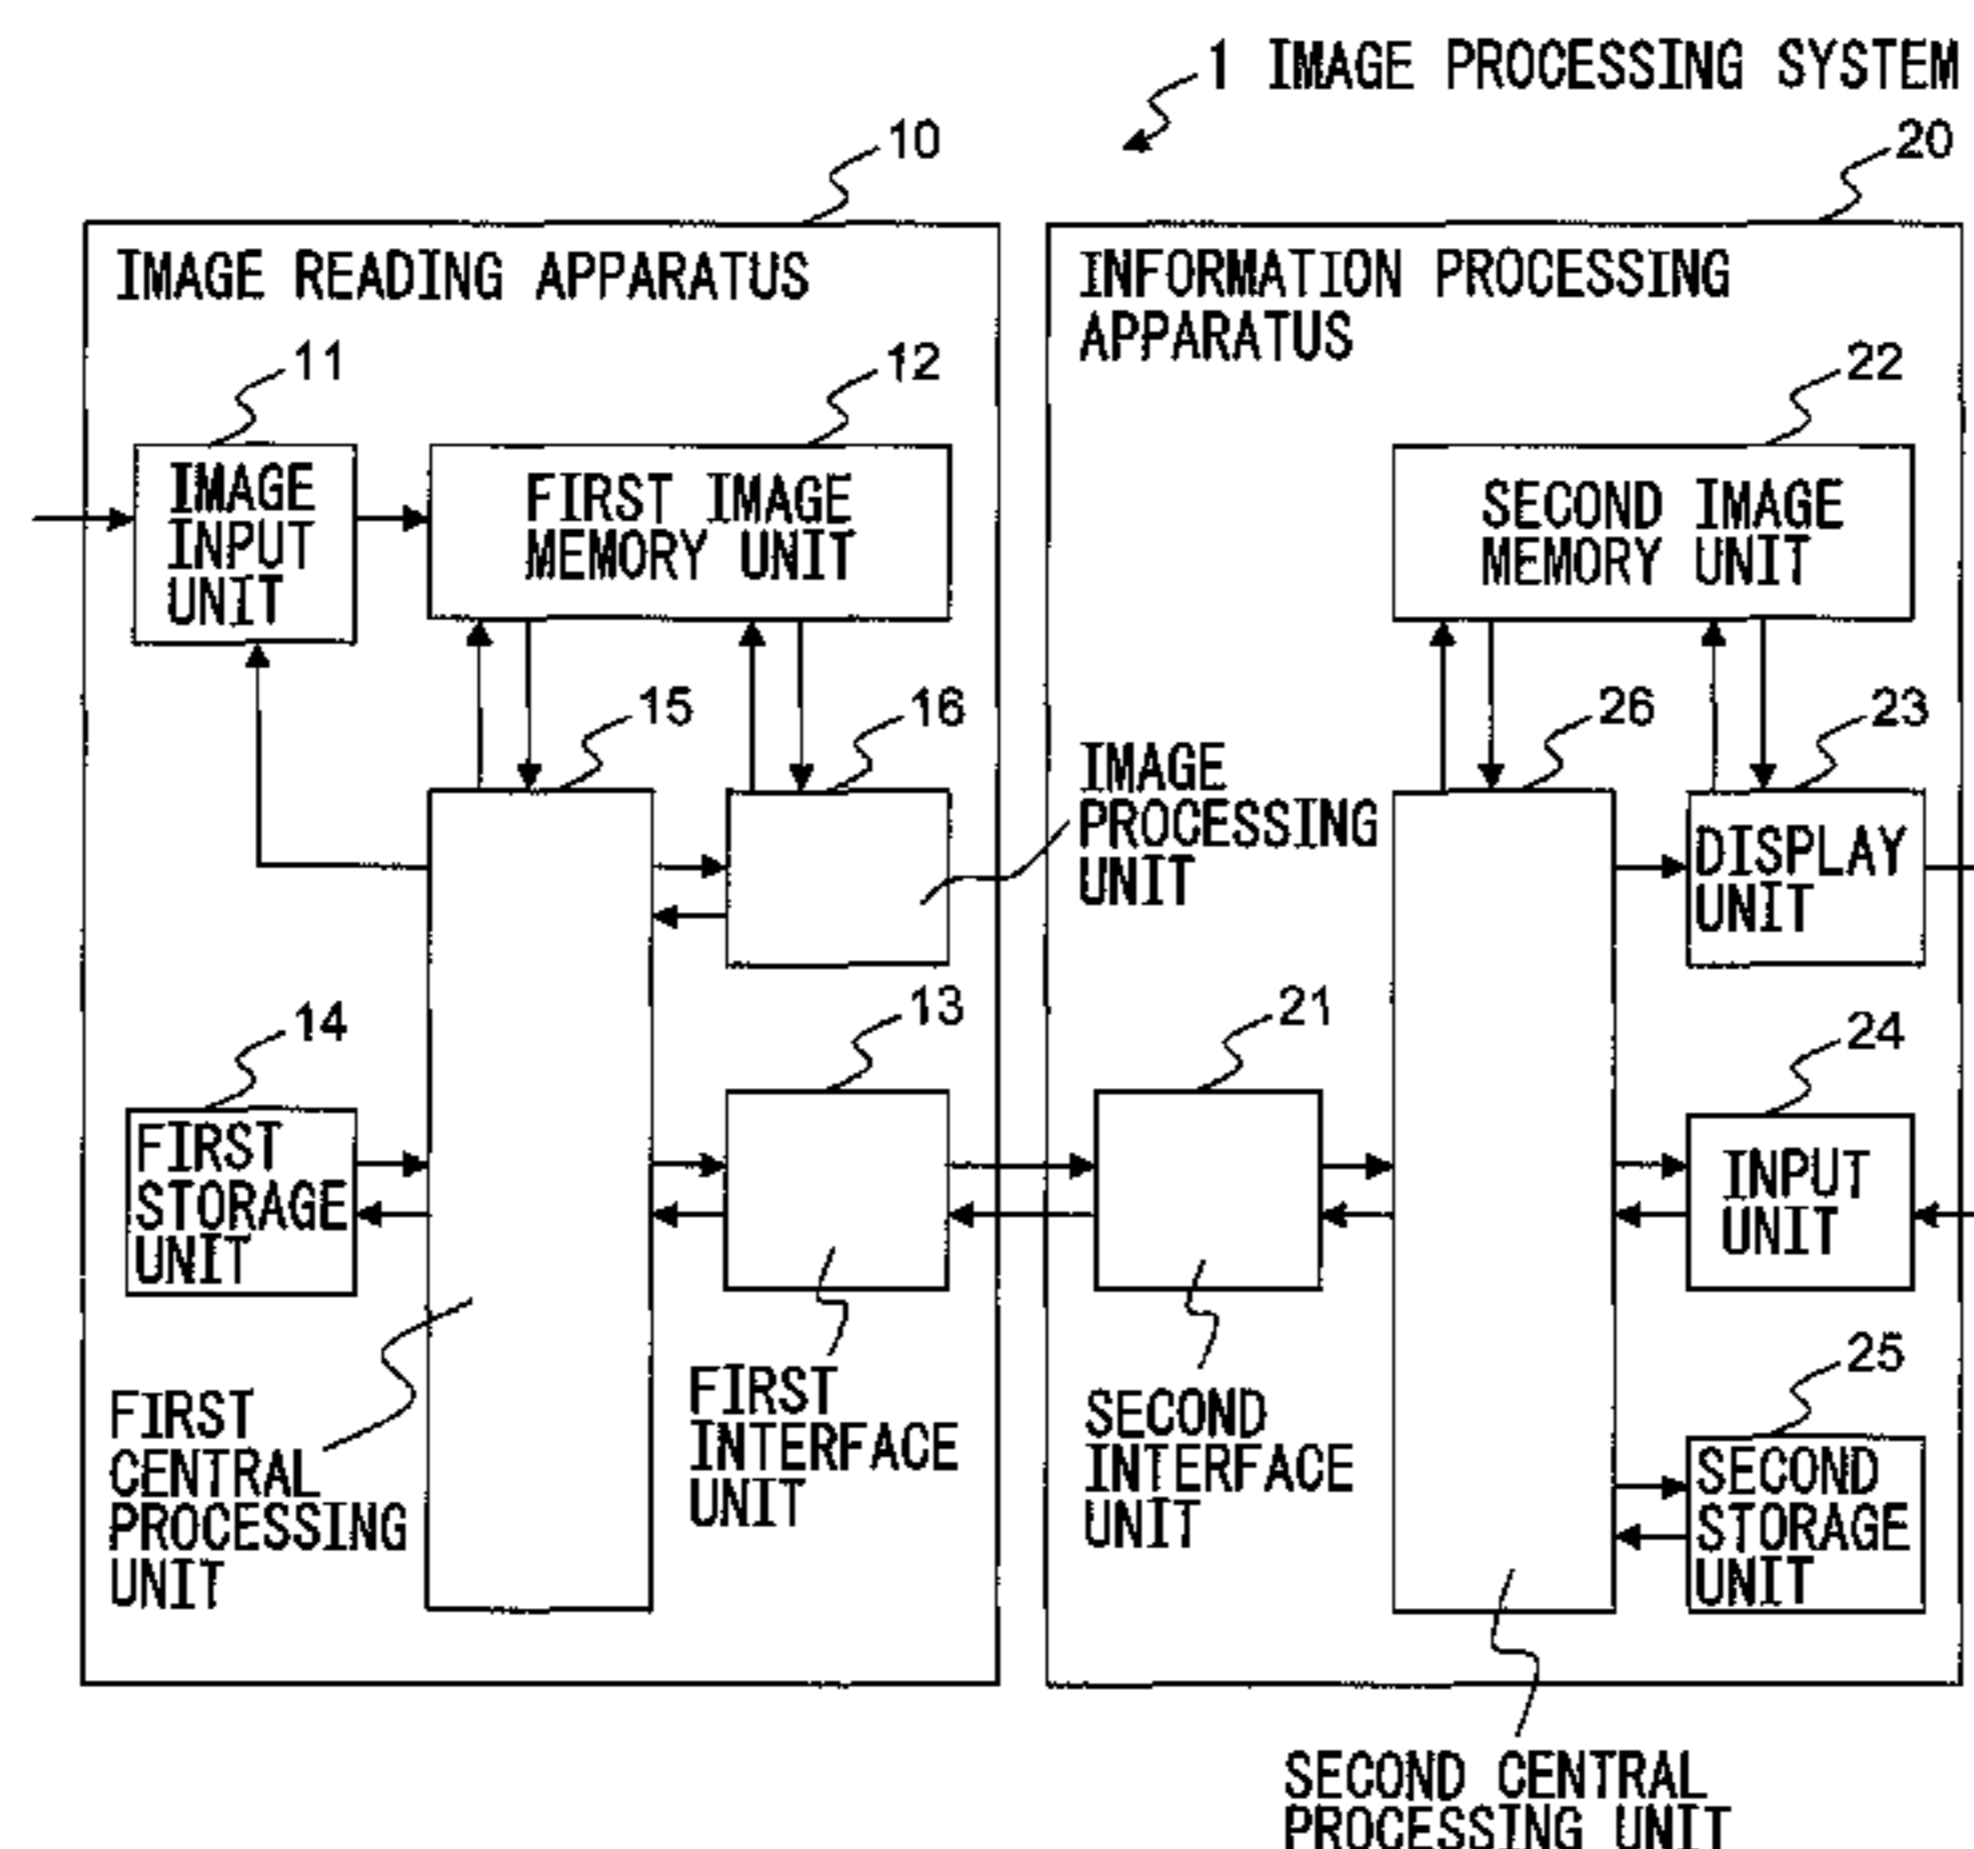 1 IMAGE PROCESSING SYSTEM
10
20
IMAGE READING APPARATUS
INFORMATION PROCESSING
APPARATUS
11
12
22
IMAGE
INPUT
UNIT
FIRST IMAGE
MEMORY UNIT
SECOND IMAGE
MEMORY UNIT
15
16
26
23
IMAGE
PROCESSING
UNIT
DISPLAY
UNIT
14
13
21
24
FIRST
STORAGE
UNIT
INPUT
UNIT
25
FIRST
CENTRAL
PROCESSING
UNIT
FIRST
INTERFACE
UNIT
SECOND
INTERFACE
UNIT
SECOND
STORAGE
UNIT
SECOND CENTRAL
PROCESSING UNIT